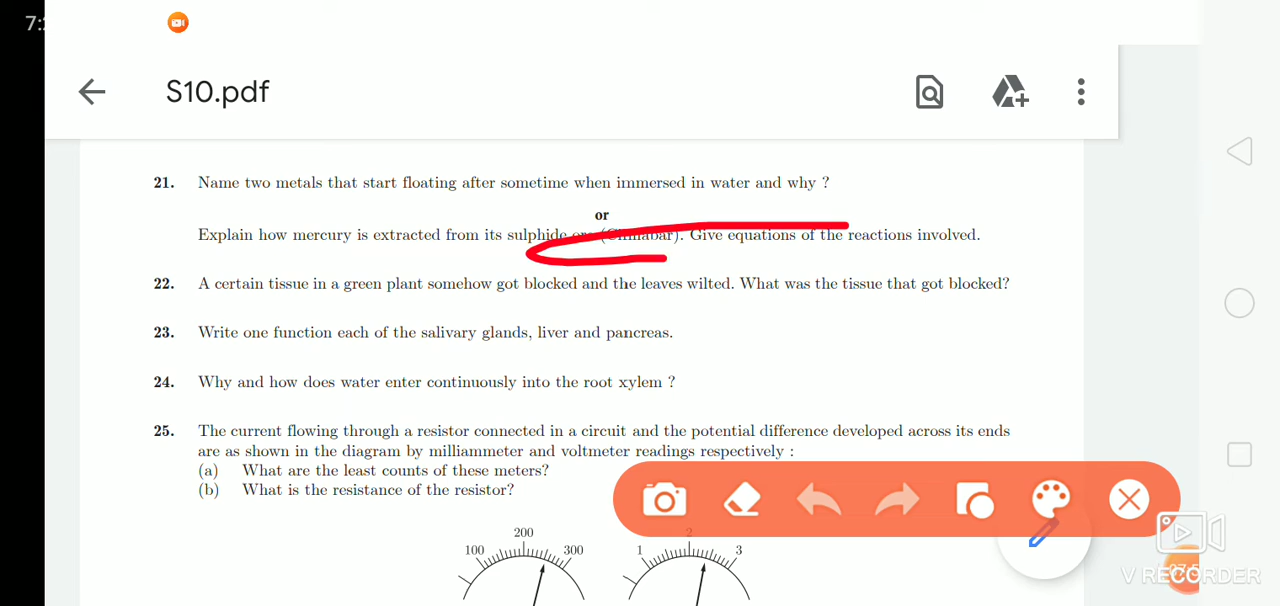 7:
S10.pdf
21. Name two metals that start floating after sometime when immersed in water and why ?
or
Explain how mercury is extracted from its sulphide ore (Cinnabar). Give equations of the reactions involved.
22. A certain tissue in a green plant somehow got blocked and the leaves wilted. What was the tissue that got blocked?
23. Write one function each of the salivary glands, liver and pancreas.
24. Why and how does water enter continuously into the root xylem ?
25. The current flowing through a resistor connected in a circuit and the potential difference developed across its ends
are as shown in the diagram by milliammeter and voltmeter readings respectively :
(a) What are the least counts of these meters?
(b) What is the resistance of the resistor?
100 200 300 1 2 3
V RECORDER